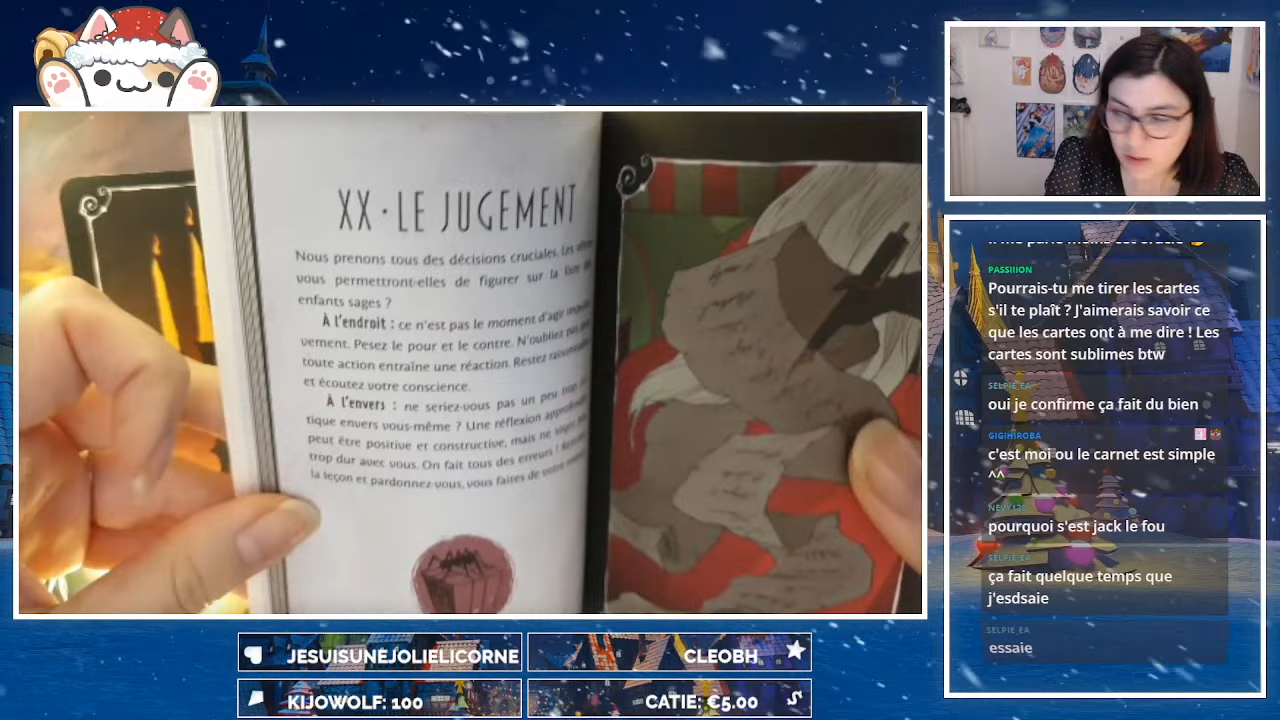 XX · LE JUGEMENT
Nous prenons tous des décisions cruciales. Les
vous permettront-elles de figurer sur la liste
enfants sages ?
À l'endroit : ce n'est pas le moment d'agir
vement. Pesez le pour et le contre. N'oubliez
toute action entraîne une réaction. Restez
et écoutez votre conscience.
À l'envers : ne seriez-vous pas un peu
tique envers vous-même ? Une réflexion
peut être positive et constructive, mais ne
trop dur avec vous. On fait tous des erreurs !
la leçon et pardonnez-vous, vous faites de
PASSIIION
Pourrais-tu me tirer les cartes
s'il te plaît ? J'aimerais savoir ce
que les cartes ont à me dire ! Les
cartes sont sublimes btw
SELPIE_EA
oui je confirme ça fait du bien
GIGIHIROBA
c'est moi ou le carnet est simple
^^
pourquoi s'est jack le fou
SELPIE_EA
ça fait quelque temps que
j'esdsaie
SELPIE_EA
essaie
JESUISUNEJOLIELICORNE
CLEOBH
KIJOWOLF: 100
CATIE: €5.00